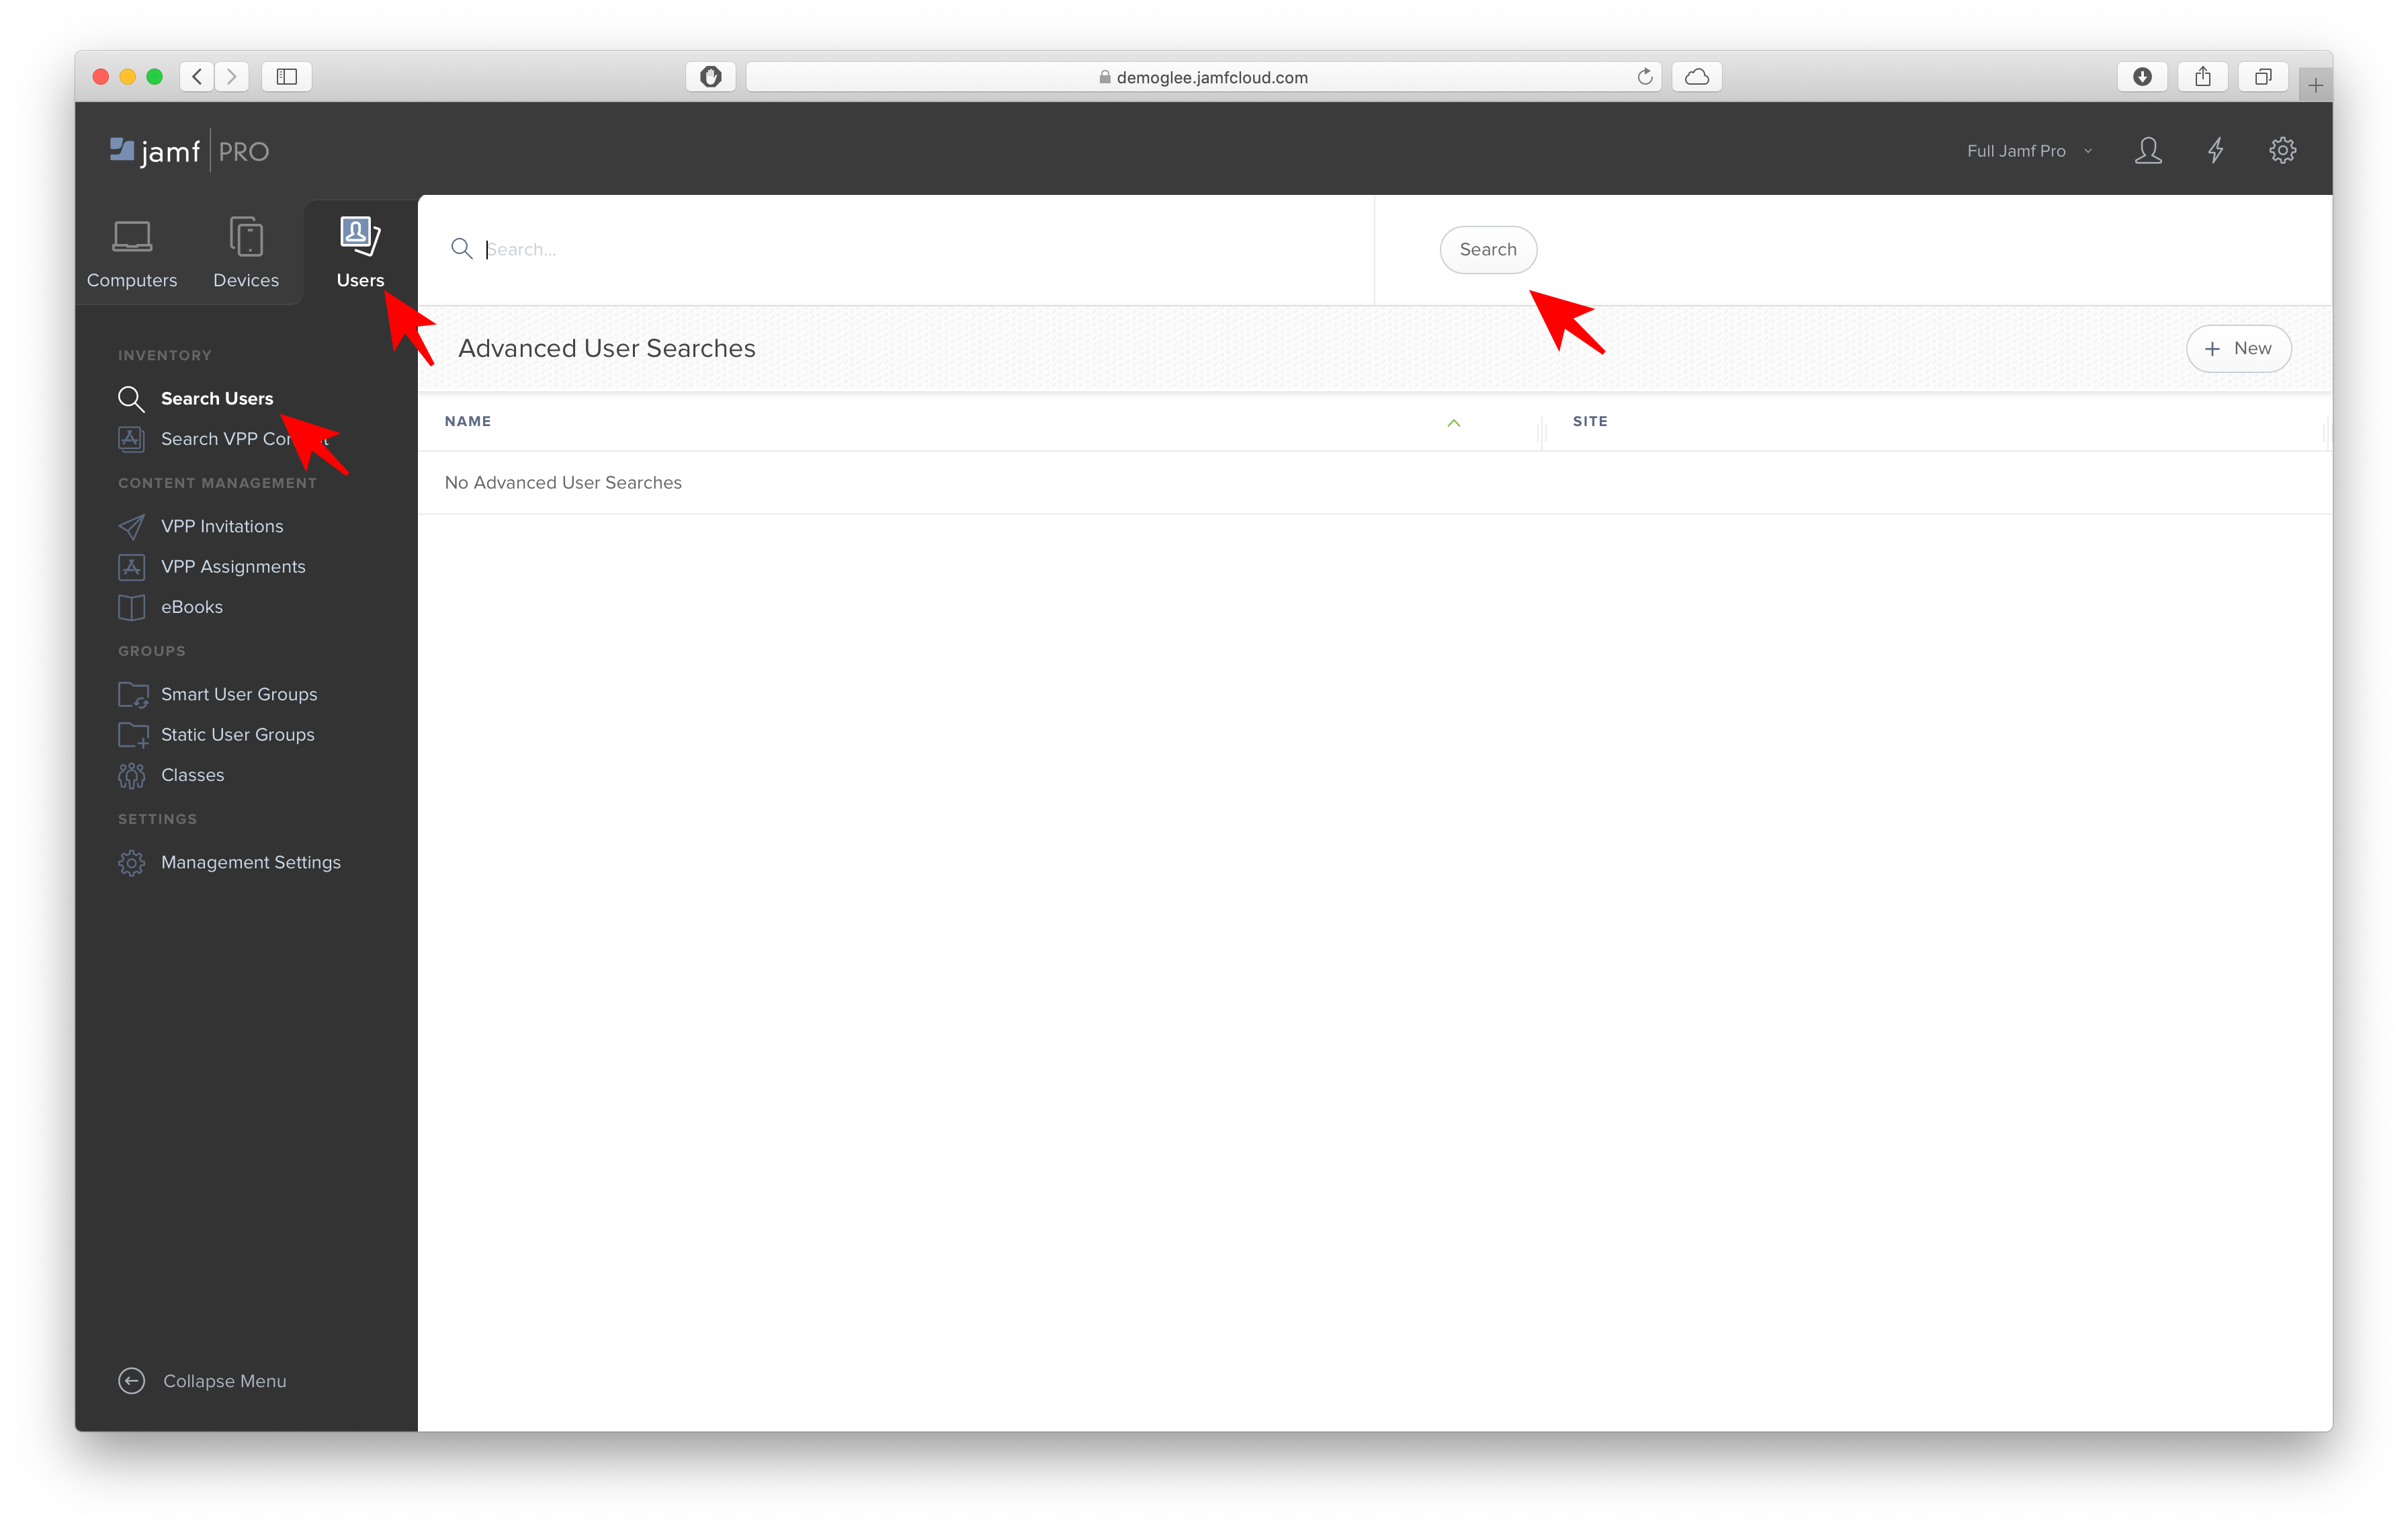 demoglee.jamfcloud.com
jamf PRO
Full Jamf Pro
Computers
Devices
Users
Search...
Search
INVENTORY
Search Users
Search VPP Con t
CONTENT MANAGEMENT
VPP Invitations
VPP Assignments
eBooks
GROUPS
Smart User Groups
Static User Groups
Classes
SETTINGS
Management Settings
Collapse Menu
Advanced User Searches
New
NAME
SITE
No Advanced User Searches